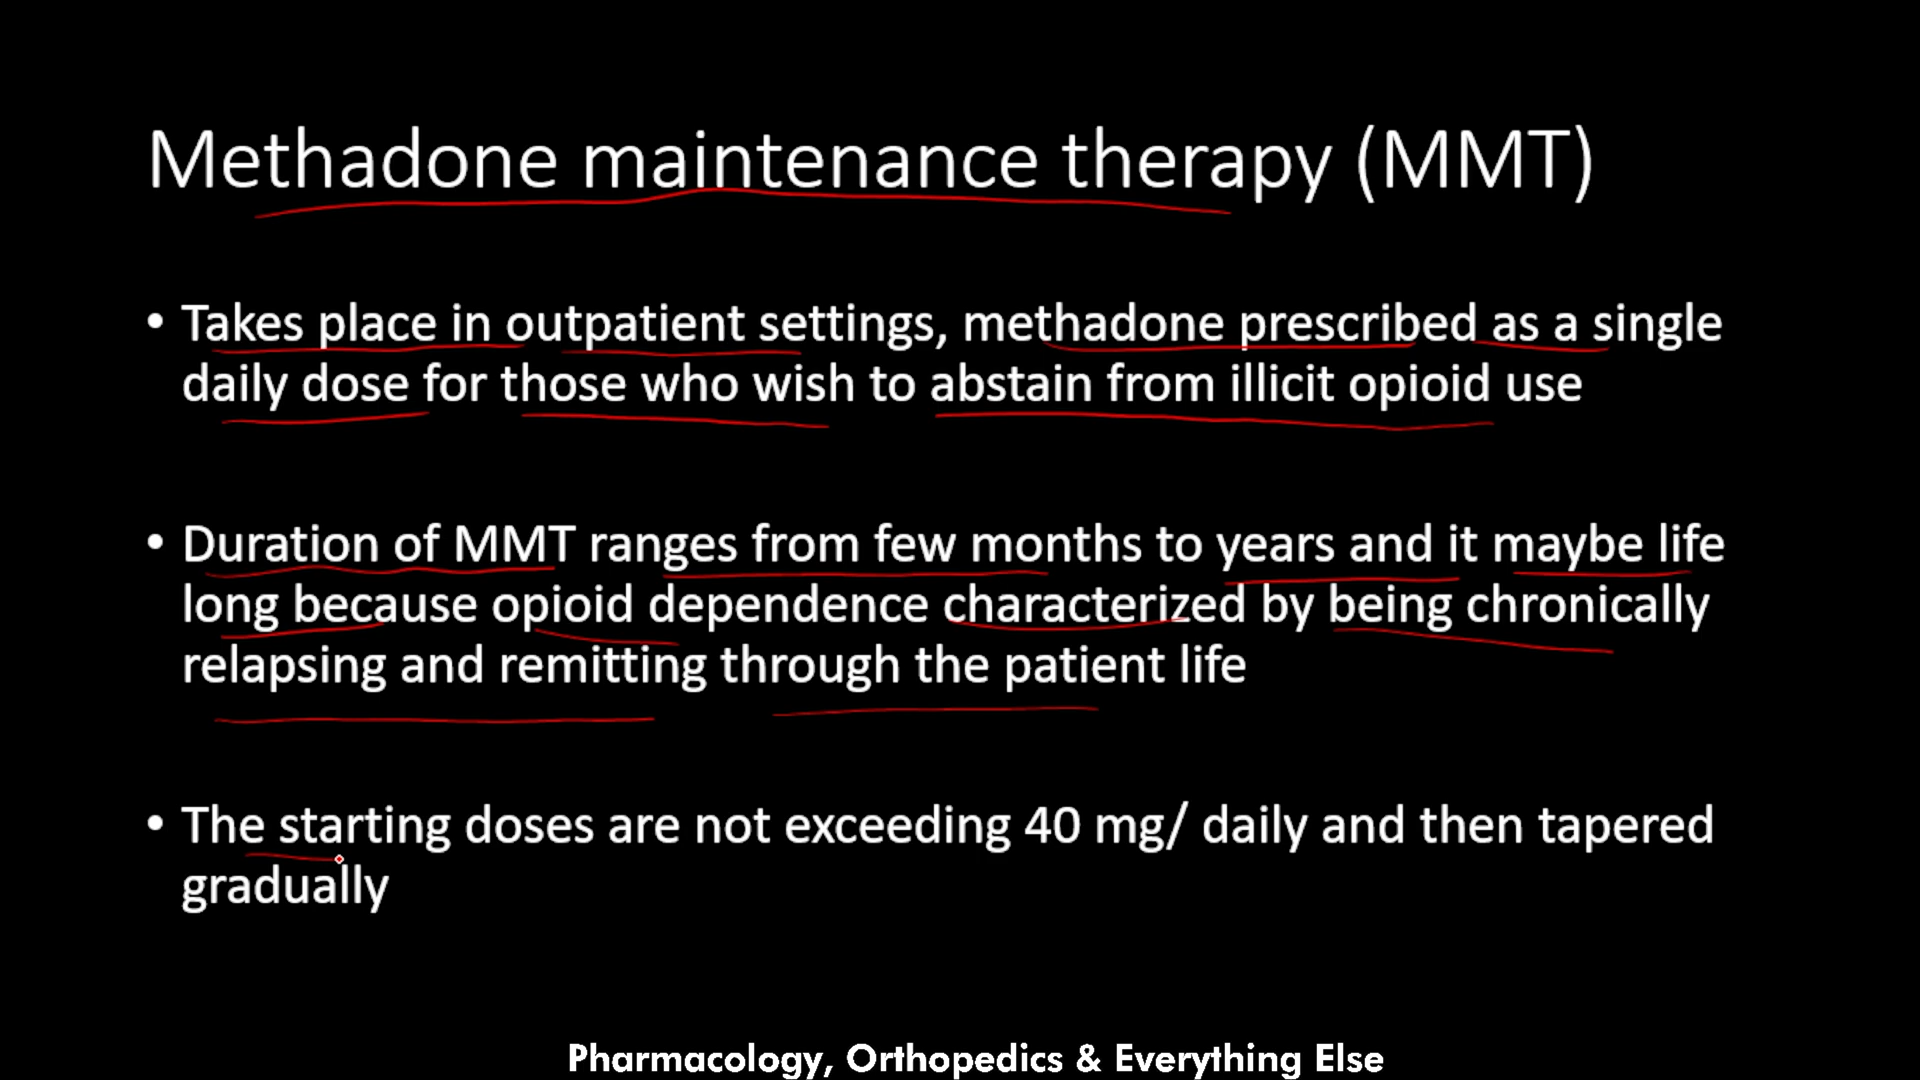 Methadone maintenance therapy (MMT)
• Takes place in outpatient settings, methadone prescribed as a single
daily dose for those who wish to abstain from illicit opioid use
• Duration of MMT ranges from few months to years and it maybe life
long because opioid dependence characterized by being chronically
relapsing and remitting through the patient life
• The starting doses are not exceeding 40 mg/ daily and then tapered
gradually
Pharmacology, Orthopedics & Everything Else